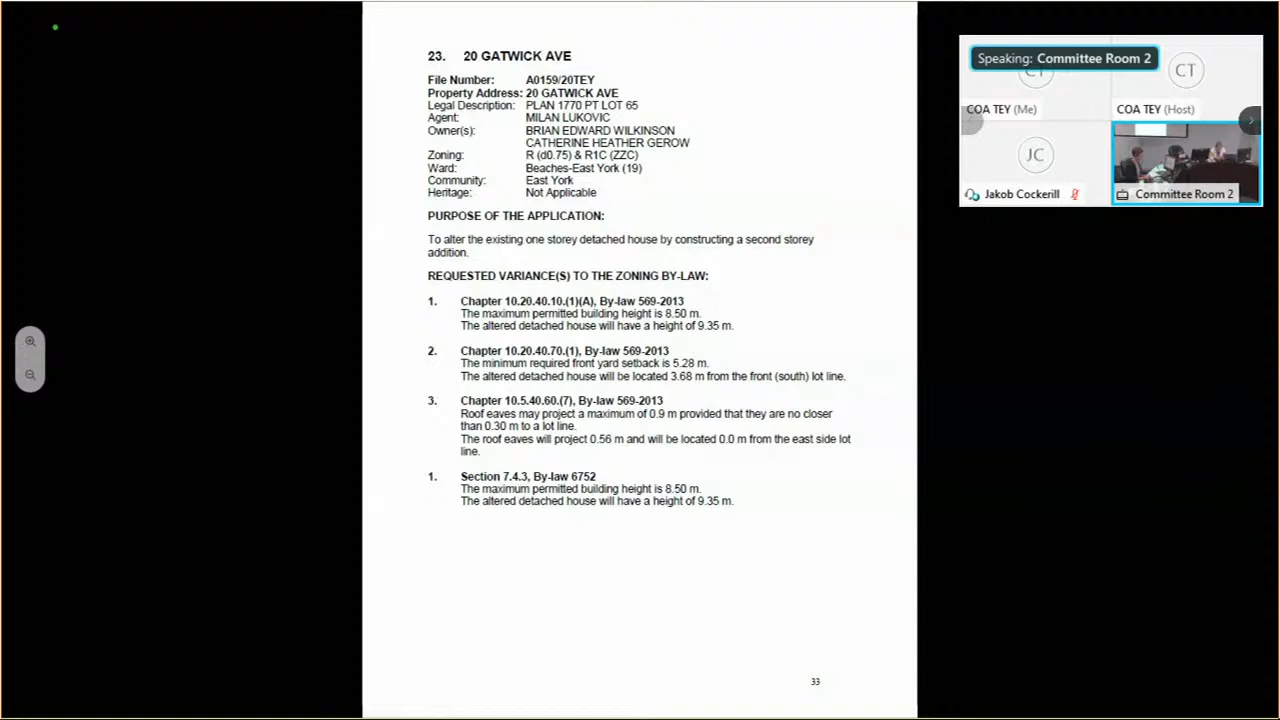 23. 20 GATWICK AVE
File Number: A0159/20TEY
Property Address: 20 GATWICK AVE
Legal Description: PLAN 1770 PT LOT 65
Agent: MILAN LUKOVIC
Owner(s): BRIAN EDWARD WILKINSON
CATHERINE HEATHER GEROW
Zoning: R (d0.75) & R1C (ZZC)
Ward: Beaches-East York (19)
Community: East York
Heritage: Not Applicable
PURPOSE OF THE APPLICATION:
To alter the existing one storey detached house by constructing a second storey
addition.
REQUESTED VARIANCE(S) TO THE ZONING BY-LAW:
1. Chapter 10.20.40.10.(1)(A), By-law 569-2013
The maximum permitted building height is 8.50 m.
The altered detached house will have a height of 9.35 m.
2. Chapter 10.20.40.70.(1), By-law 569-2013
The minimum required front yard setback is 5.28 m.
The altered detached house will be located 3.68 m from the front (south) lot line.
3. Chapter 10.5.40.60.(7), By-law 569-2013
Roof eaves may project a maximum of 0.9 m provided that they are no closer
than 0.30 m to a lot line.
The roof eaves will project 0.56 m and will be located 0.0 m from the east side lot
line.
1. Section 7.4.3, By-law 6752
The maximum permitted building height is 8.50 m.
The altered detached house will have a height of 9.35 m.
33
Speaking: Committee Room 2
CT
CT
COA TEY (Me)
COA TEY (Host)
JC
Jakob Cockerill
Committee Room 2